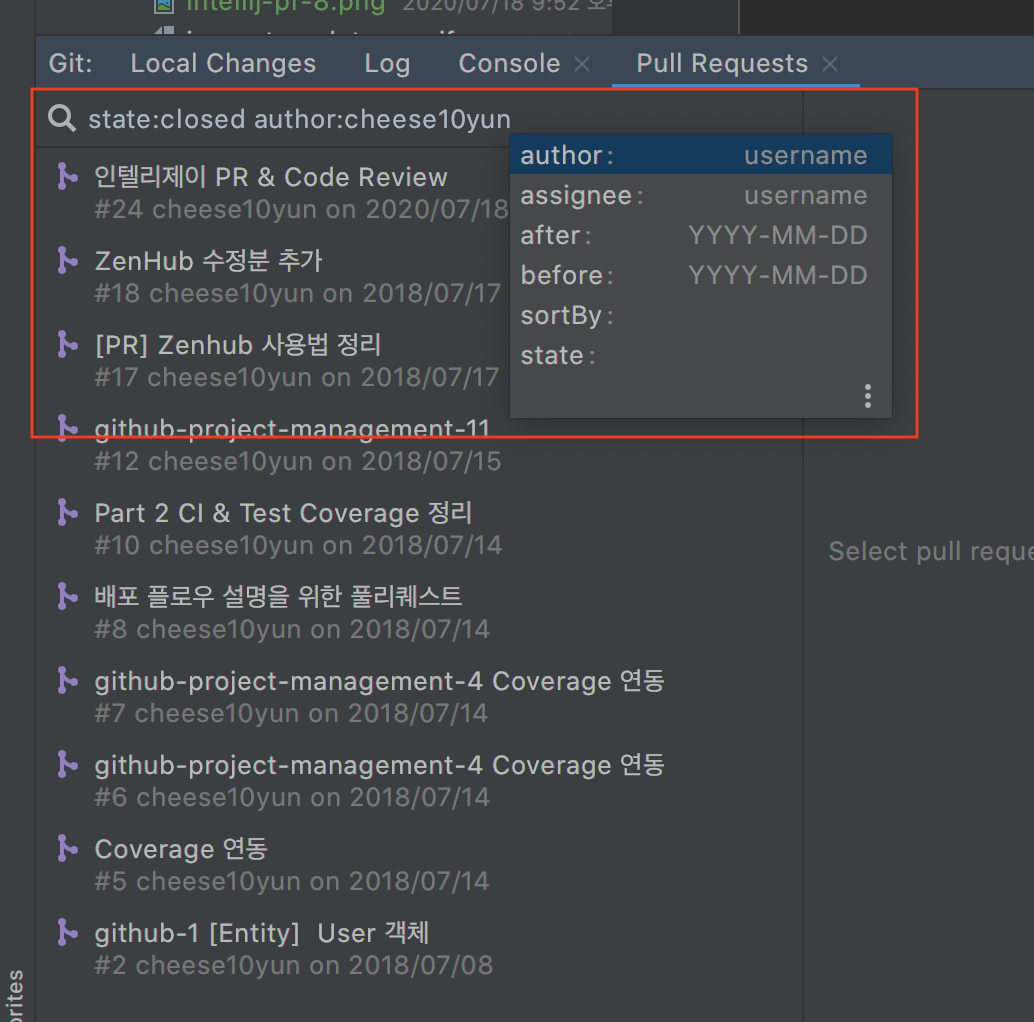 intellij-pr-8.png 2020/07/18 9:52
Git: Local Changes Log Console Pull Requests
state:closed author:cheese10yun
author: username
assignee: username
after: YYYY-MM-DD
before: YYYY-MM-DD
sortBy:
state:
인텔리제이 PR & Code Review
#24 cheese10yun on 2020/07/18
ZenHub 수정분 추가
#18 cheese10yun on 2018/07/17
[PR] Zenhub 사용법 정리
#17 cheese10yun on 2018/07/17
github-project-management-11
#12 cheese10yun on 2018/07/15
Part 2 CI & Test Coverage 정리
#10 cheese10yun on 2018/07/14
배포 플로우 설명을 위한 풀리퀘스트
#8 cheese10yun on 2018/07/14
github-project-management-4 Coverage 연동
#7 cheese10yun on 2018/07/14
github-project-management-4 Coverage 연동
#6 cheese10yun on 2018/07/14
Coverage 연동
#5 cheese10yun on 2018/07/14
github-1 [Entity] User 객체
#2 cheese10yun on 2018/07/08
Select pull reque
orites